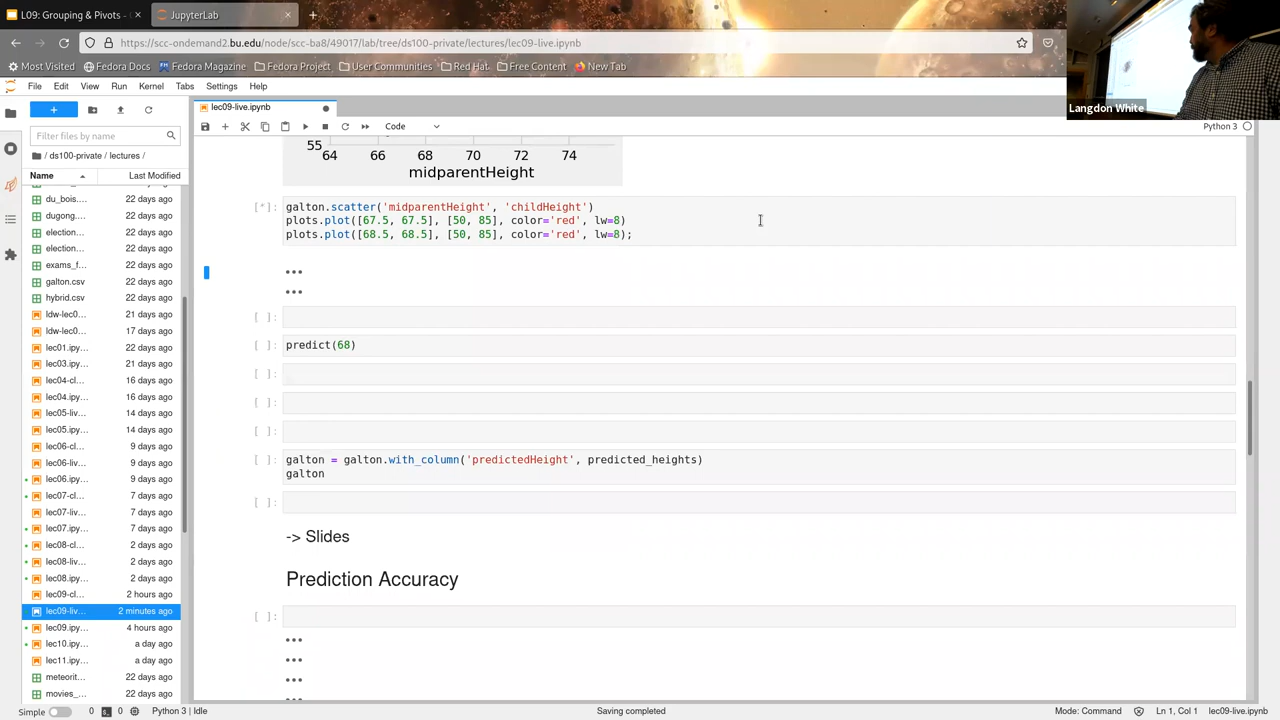 L09: Grouping & Pivots - 
JupyterLab
https://scc-ondemand2.bu.edu/node/scc-ba8/49017/lab/tree/ds100-private/lectures/lec09-live.ipynb
Most Visited Fedora Docs Fedora Magazine Fedora Project User Communities Red Hat Free Content New Tab
Langdon White
File Edit View Run Kernel Tabs Settings Help
lec09-live.ipynb
Code
Python 3
Filter files by name
/ ds100-private / lectures /
Name Last Modified
du_bois.... 22 days ago
dugong.... 22 days ago
election... 22 days ago
election... 22 days ago
exams_f... 22 days ago
galton.csv 22 days ago
hybrid.csv 22 days ago
ldw-lec0... 21 days ago
ldw-lec0... 17 days ago
lec01.ipy... 22 days ago
lec03.ipy... 21 days ago
lec04-cl... 16 days ago
lec04.ipy... 16 days ago
lec05-liv... 14 days ago
lec05.ipy... 14 days ago
lec06-cl... 9 days ago
lec06-liv... 9 days ago
lec06.ipy... 9 days ago
lec07-cl... 7 days ago
lec07-liv... 7 days ago
lec07.ipy... 7 days ago
lec08-cl... 2 days ago
lec08-liv... 2 days ago
lec08.ipy... 2 days ago
lec09-cl... 2 hours ago
lec09-liv... 2 minutes ago
lec09.ipy... 4 hours ago
lec10.ipy... a day ago
lec11.ipy... a day ago
meteorit... 22 days ago
movies_... 22 days ago
55
64 66 68 70 72 74
midparentHeight
[*]: galton.scatter('midparentHeight', 'childHeight')
plots.plot([67.5, 67.5], [50, 85], color='red', lw=8)
plots.plot([68.5, 68.5], [50, 85], color='red', lw=8);
•••
•••
[ ]:
[ ]: predict(68)
[ ]:
[ ]:
[ ]:
[ ]: galton = galton.with_column('predictedHeight', predicted_heights)
galton
[ ]:
-> Slides
Prediction Accuracy
[ ]:
•••
•••
•••
Simple 0 0 Python 3 | Idle Saving completed Mode: Command Ln 1, Col 1 lec09-live.ipynb